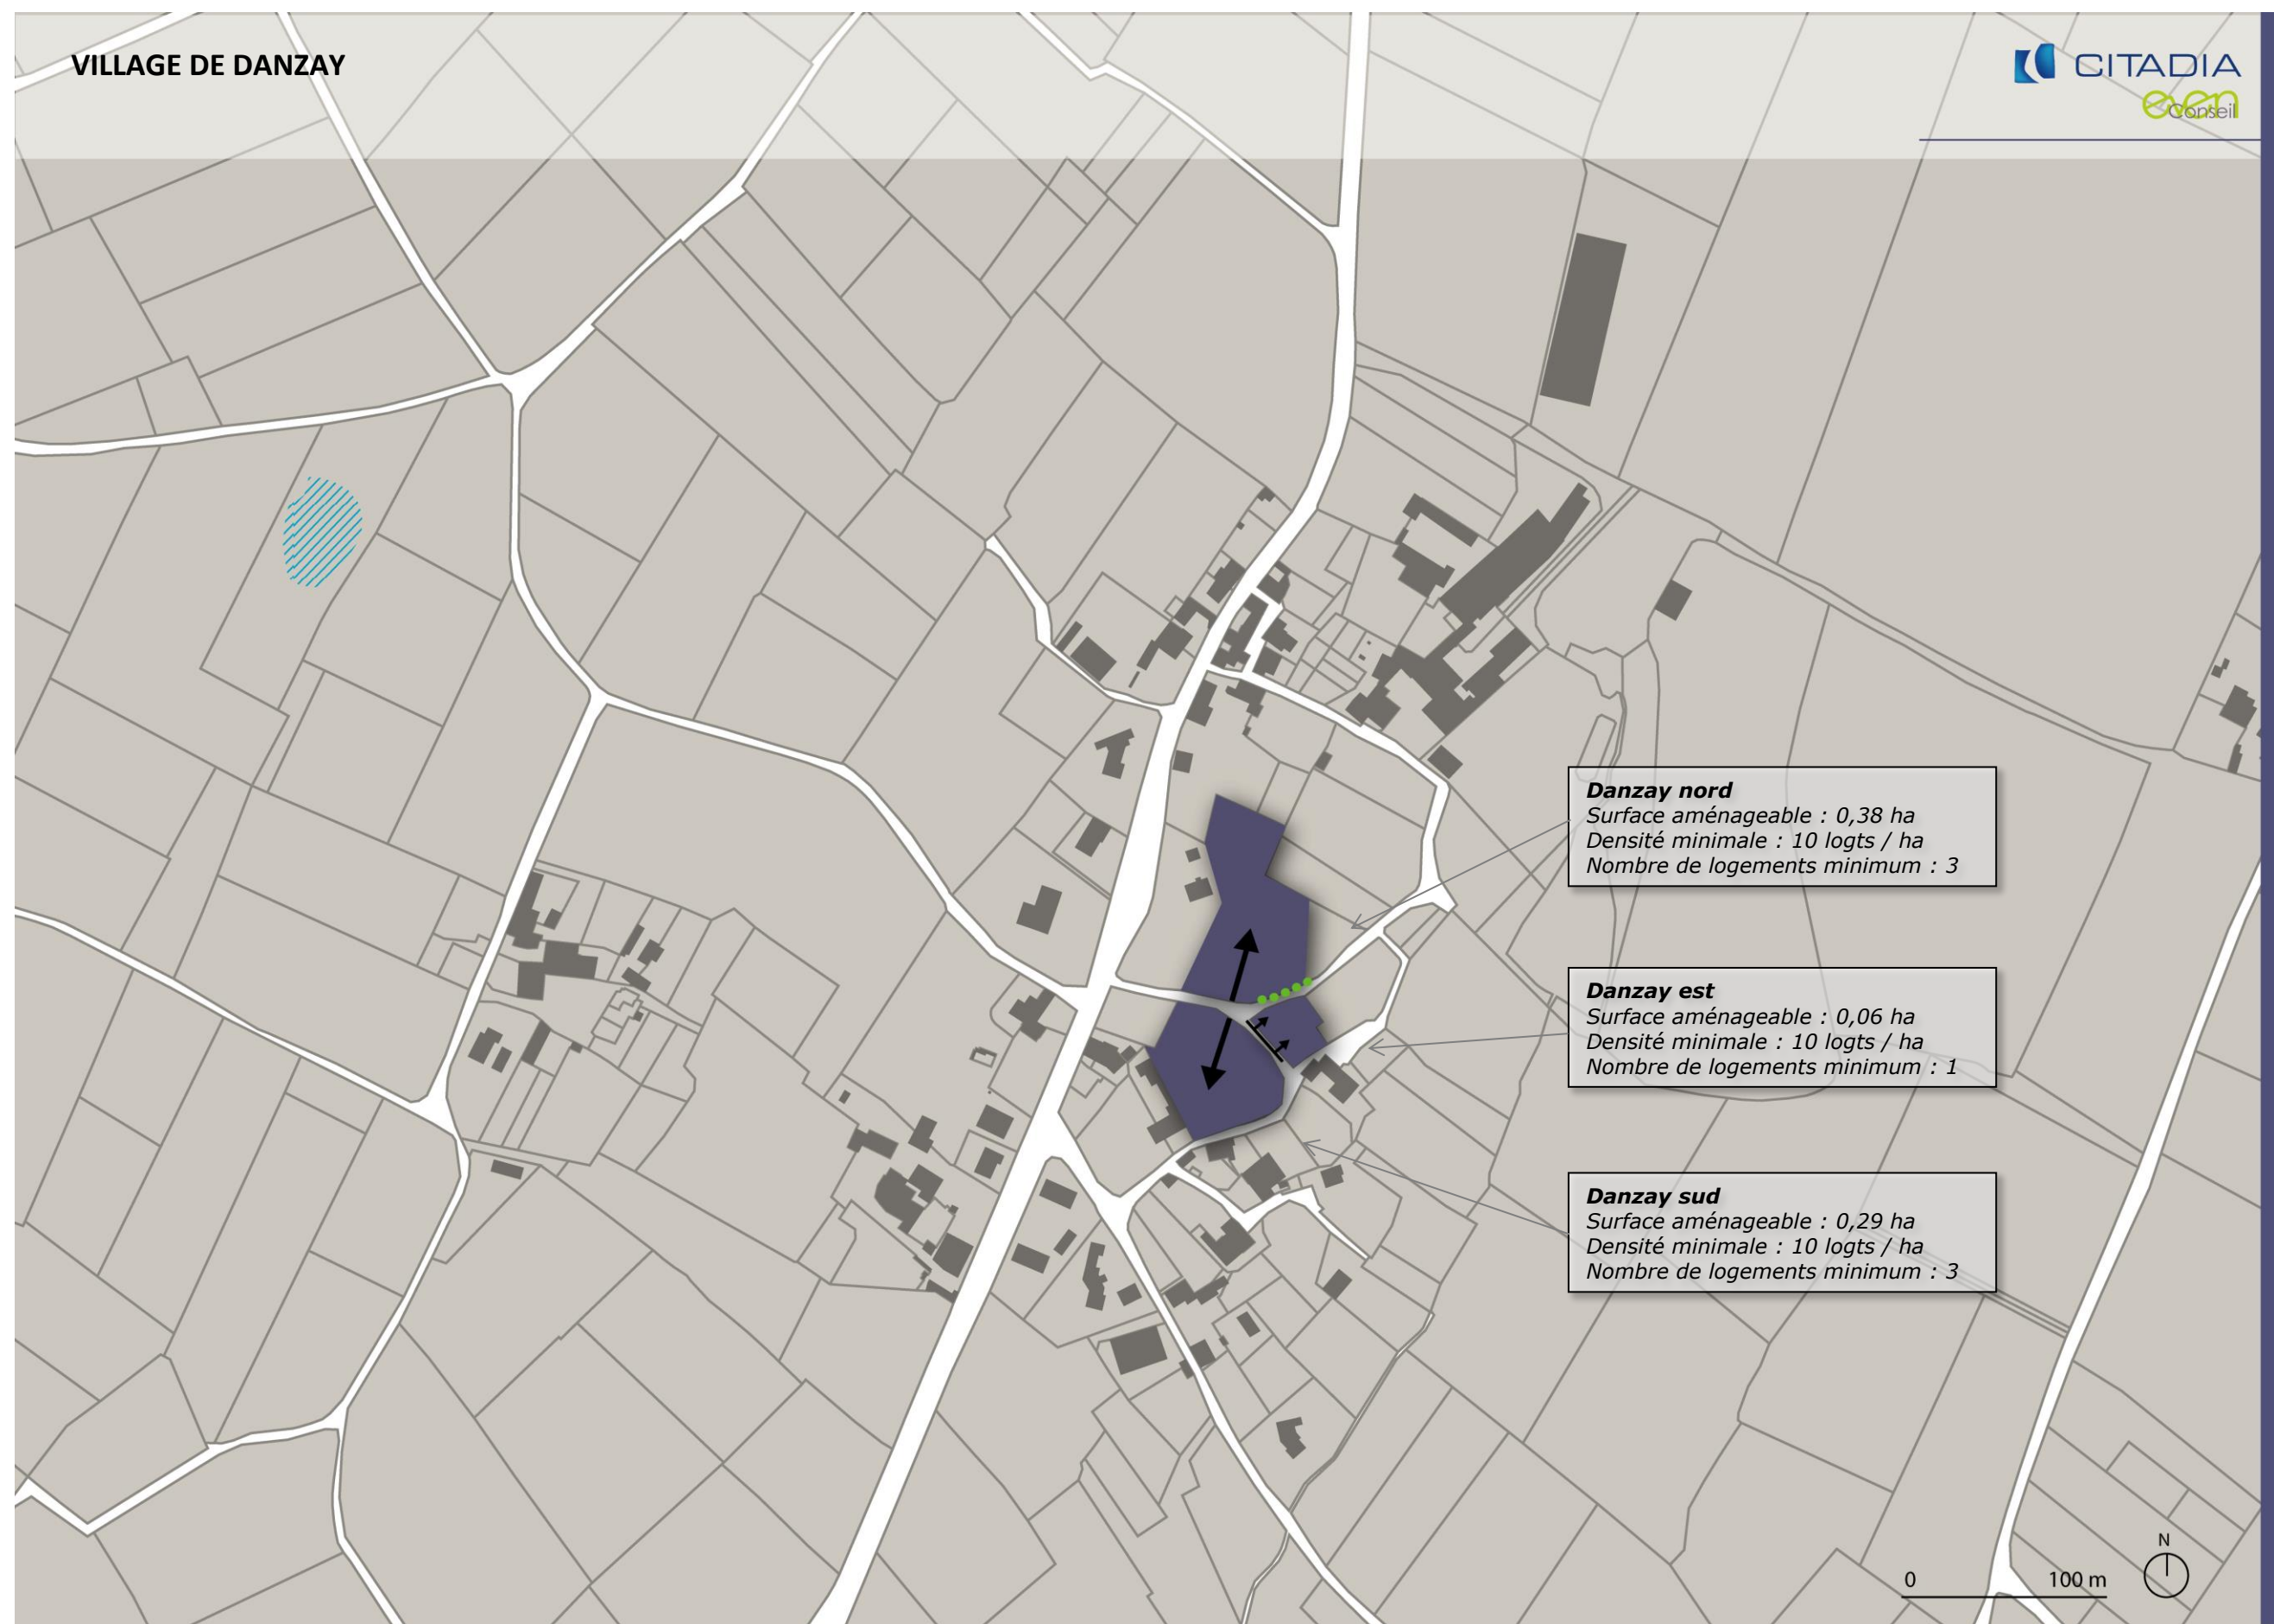 VILLAGE DE DANZAY
CITADIA
even
Conseil
Danzay nord
Surface aménageable : 0,38 ha
Densité minimale : 10 logts / ha
Nombre de logements minimum : 3
Danzay est
Surface aménageable : 0,06 ha
Densité minimale : 10 logts / ha
Nombre de logements minimum : 1
Danzay sud
Surface aménageable : 0,29 ha
Densité minimale : 10 logts / ha
Nombre de logements minimum : 3
N
0 100 m